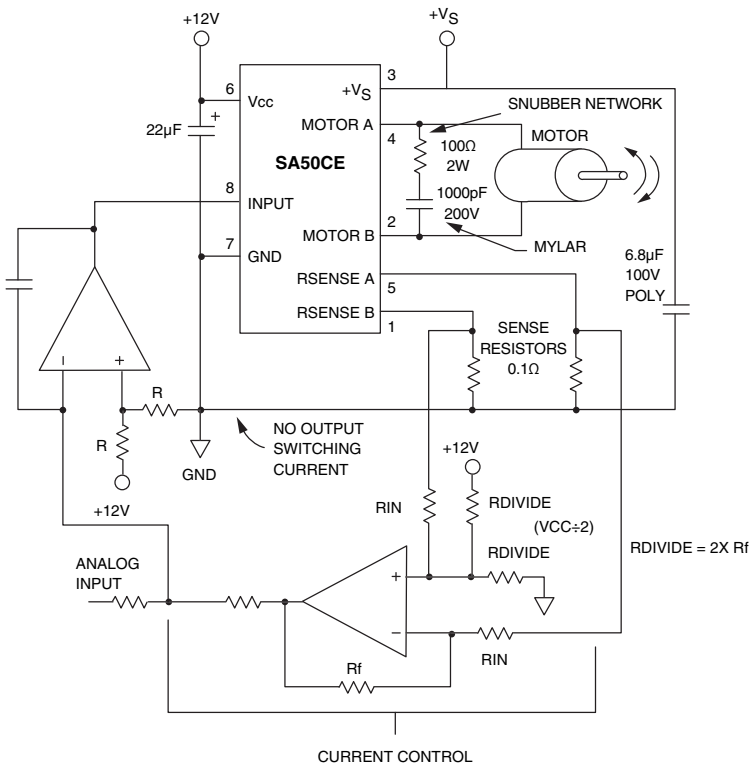 +12V
+VS
6
Vcc
+
22µF
3
+VS
SNUBBER NETWORK
MOTOR A
4
100Ω
2W
MOTOR
SA50CE
8
INPUT
1000pF
200V
2
MOTOR B
MYLAR
7
GND
RSENSE A
5
6.8µF
100V
POLY
RSENSE B
1
SENSE
RESISTORS
0.1Ω
–
+
R
R
+12V
GND
NO OUTPUT
SWITCHING
CURRENT
+12V
RIN
RDIVIDE
(VCC÷2)
RDIVIDE
RDIVIDE = 2X Rf
ANALOG
INPUT
+
–
RIN
Rf
CURRENT CONTROL